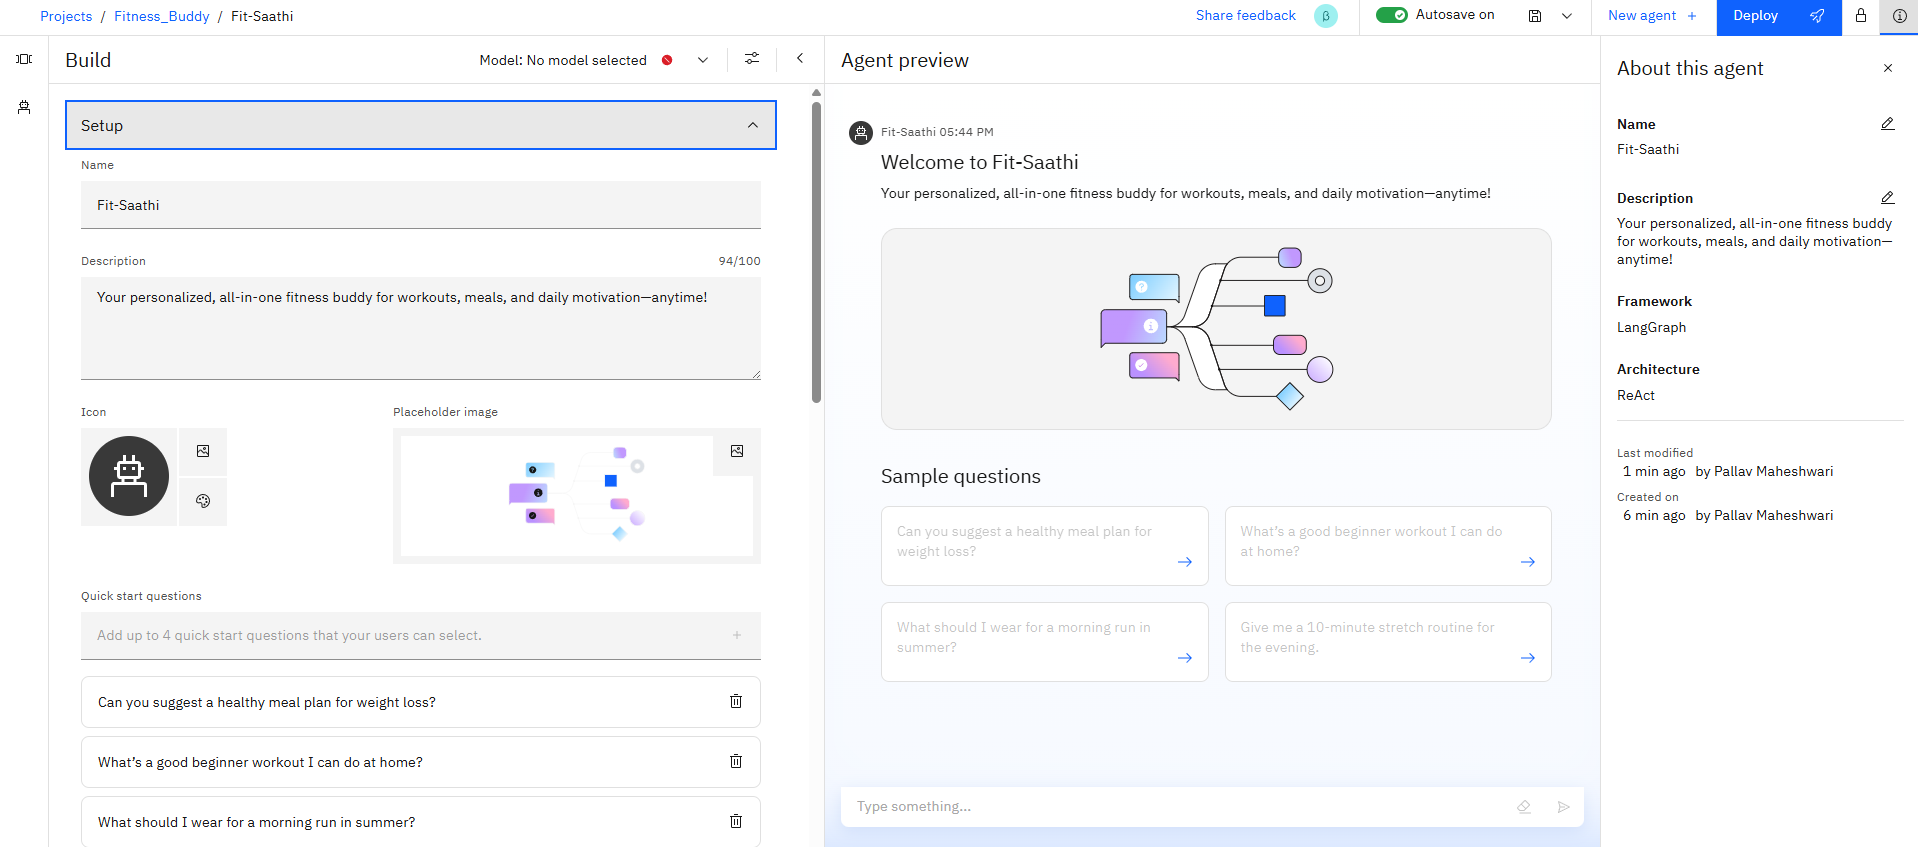 Projects / Fitness_Buddy / Fit-Saathi
Share feedback β Autosave on New agent + Deploy
Build
Model: No model selected
Setup
Name
Fit-Saathi
Description 94/100
Your personalized, all-in-one fitness buddy for workouts, meals, and daily motivation—anytime!
Icon
Placeholder image
Quick start questions
Add up to 4 quick start questions that your users can select.
Can you suggest a healthy meal plan for weight loss?
What’s a good beginner workout I can do at home?
What should I wear for a morning run in summer?
Agent preview
Fit-Saathi 05:44 PM
Welcome to Fit-Saathi
Your personalized, all-in-one fitness buddy for workouts, meals, and daily motivation—anytime!
Sample questions
Can you suggest a healthy meal plan for
weight loss?
What’s a good beginner workout I can do
at home?
What should I wear for a morning run in
summer?
Give me a 10-minute stretch routine for
the evening.
Type something...
About this agent
Name
Fit-Saathi
Description
Your personalized, all-in-one fitness buddy
for workouts, meals, and daily motivation—
anytime!
Framework
LangGraph
Architecture
ReAct
Last modified
1 min ago by Pallav Maheshwari
Created on
6 min ago by Pallav Maheshwari